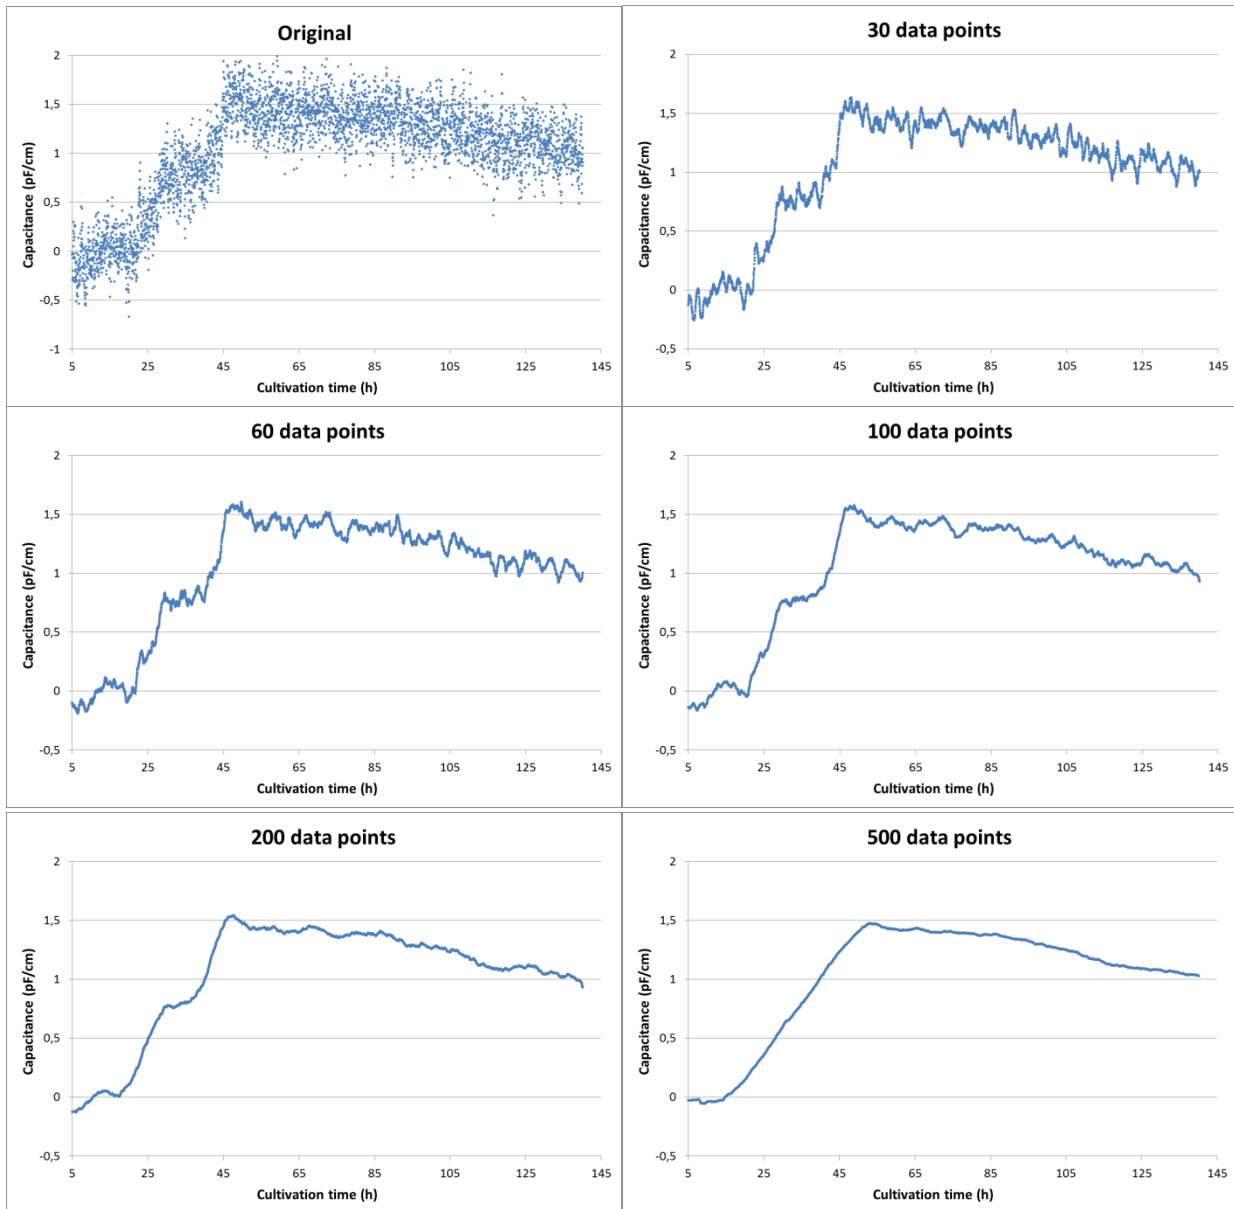 Original
Capacitance (pF/cm)
2
1,5
1
0,5
0
-0,5
-1
5 25 45 65 85 105 125 145
Cultivation time (h)
30 data points
Capacitance (pF/cm)
2
1,5
1
0,5
0
-0,5
5 25 45 65 85 105 125 145
Cultivation time (h)
60 data points
Capacitance (pF/cm)
2
1,5
1
0,5
0
-0,5
5 25 45 65 85 105 125 145
Cultivation time (h)
100 data points
Capacitance (pF/cm)
2
1,5
1
0,5
0
-0,5
5 25 45 65 85 105 125 145
Cultivation time (h)
200 data points
Capacitance (pF/cm)
2
1,5
1
0,5
0
-0,5
5 25 45 65 85 105 125 145
Cultivation time (h)
500 data points
Capacitance (pF/cm)
2
1,5
1
0,5
0
-0,5
5 25 45 65 85 105 125 145
Cultivation time (h)